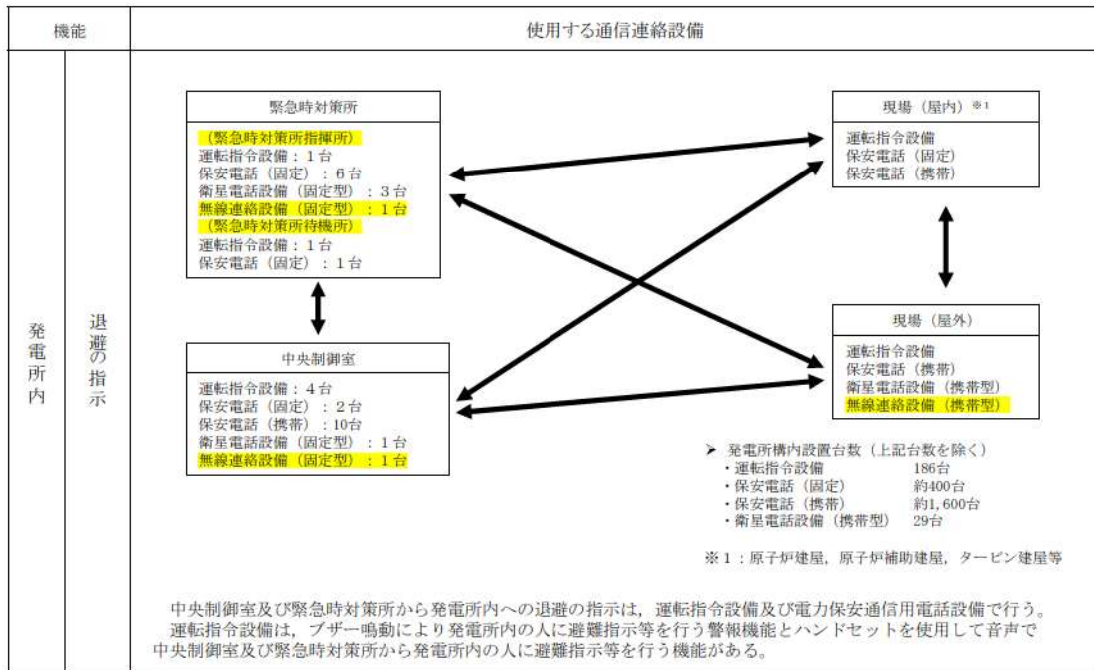 機能
使用する通信連絡設備
発電所内
退避の指示
緊急時対策所
（緊急時対策所指揮所）
運転指令設備：1台
保安電話（固定）：6台
衛星電話設備（固定型）：3台
無線連絡設備（固定型）：1台
（緊急時対策所待機所）
運転指令設備：1台
保安電話（固定）：1台
現場（屋内）※1
運転指令設備
保安電話（固定）
保安電話（携帯）
中央制御室
運転指令設備：4台
保安電話（固定）：2台
保安電話（携帯）：10台
衛星電話設備（固定型）：1台
無線連絡設備（固定型）：1台
現場（屋外）
運転指令設備
保安電話（携帯）
衛星電話設備（携帯型）
無線連絡設備（携帯型）
➢ 発電所構内設置台数（上記台数を除く）
・運転指令設備 186台
・保安電話（固定） 約400台
・保安電話（携帯） 約1,600台
・衛星電話設備（携帯型） 29台
※1：原子炉建屋，原子炉補助建屋，タービン建屋等
中央制御室及び緊急時対策所から発電所内への退避の指示は，運転指令設備及び電力保安通信用電話設備で行う。
運転指令設備は，ブザー鳴動により発電所内の人に避難指示等を行う警報機能とハンドセットを使用して音声で
中央制御室及び緊急時対策所から発電所内の人に避難指示等を行う機能がある。